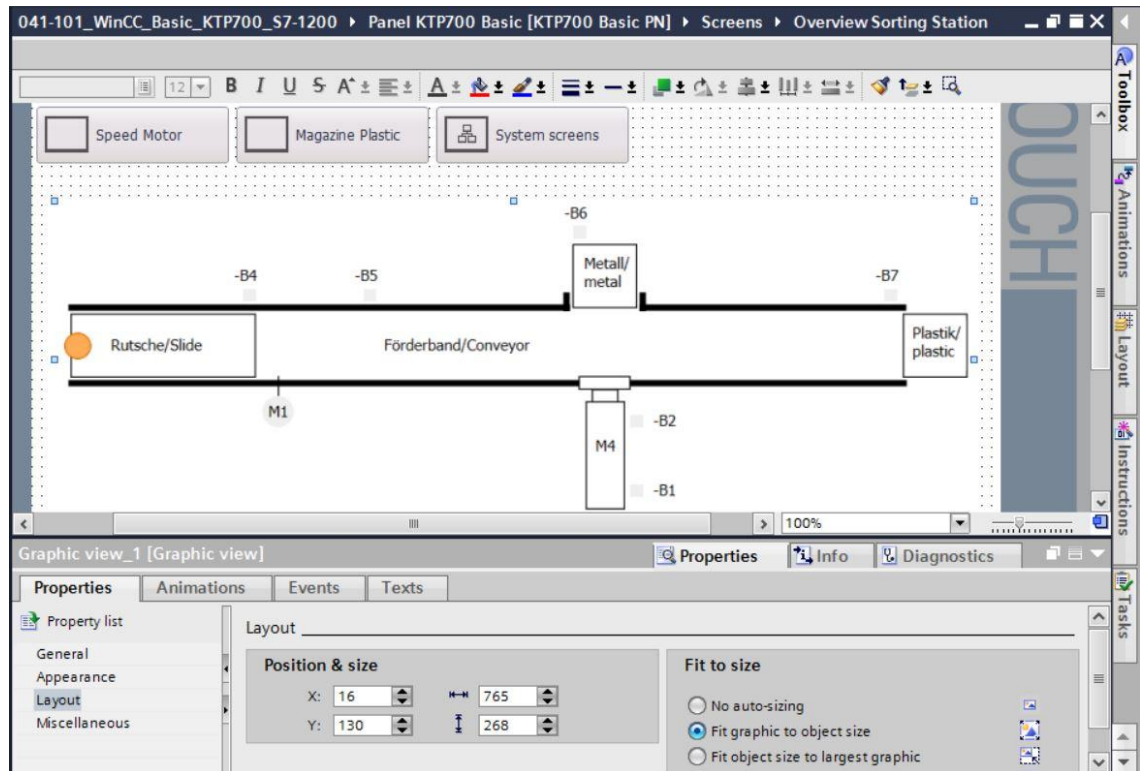 041-101_WinCC_Basic_KTP700_S7-1200 ▸ Panel KTP700 Basic [KTP700 Basic PN] ▸ Screens ▸ Overview Sorting Station
12
B I U S A
A
Toolbox
Animations
Layout
Instructions
Tasks
Speed Motor
Magazine Plastic
System screens
OUCH
-B6
Metall/
metal
-B4
-B5
-B7
Rutsche/Slide
Förderband/Conveyor
Plastik/
plastic
M1
-B2
M4
-B1
100%
Graphic view_1 [Graphic view]
Properties
Info
Diagnostics
Properties
Animations
Events
Texts
Property list
General
Appearance
Layout
Miscellaneous
Layout
Position & size
X: 16
765
Y: 130
268
Fit to size
No auto-sizing
Fit graphic to object size
Fit object size to largest graphic